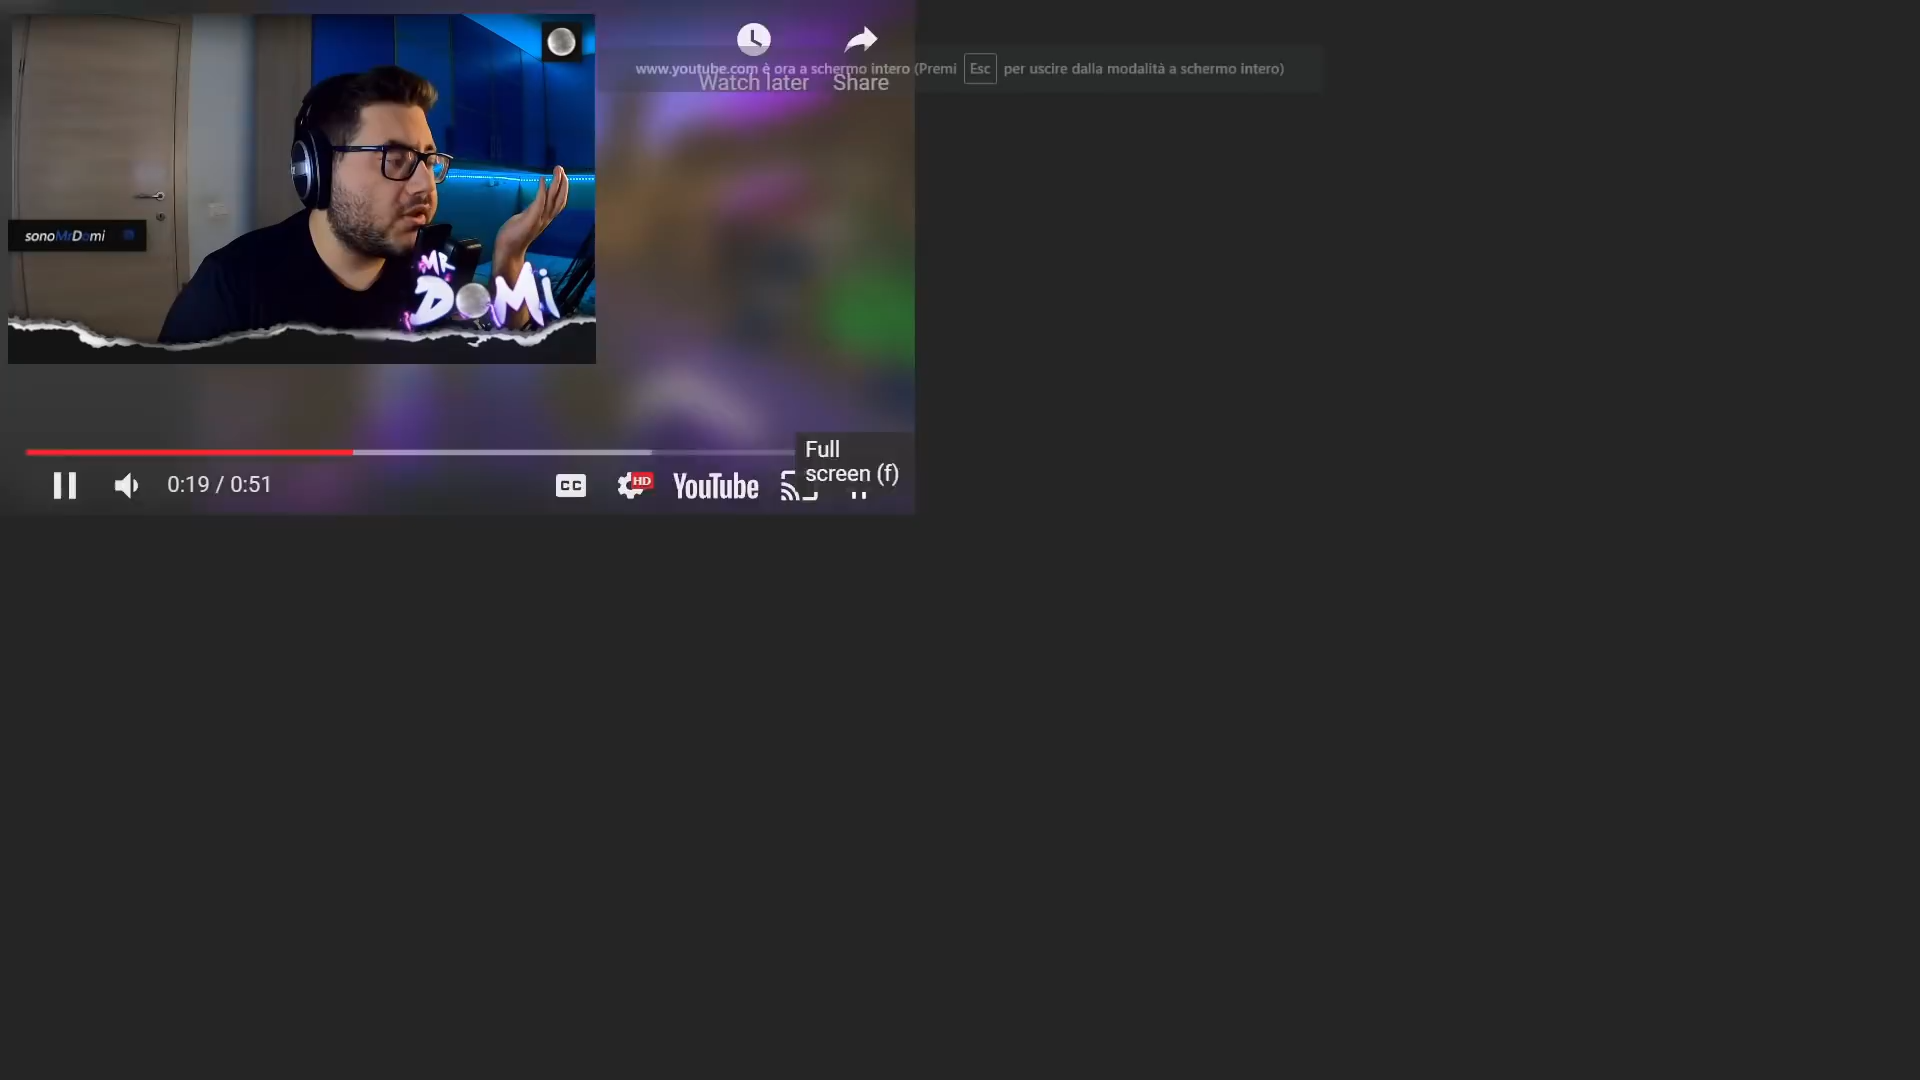 www.youtube.com è ora a schermo intero (Premi Esc per uscire dalla modalità a schermo intero)
Watch later
Share
sonoMrDomi
MR
DOMi
Full
screen (f)
0:19 / 0:51
CC
HD
YouTube